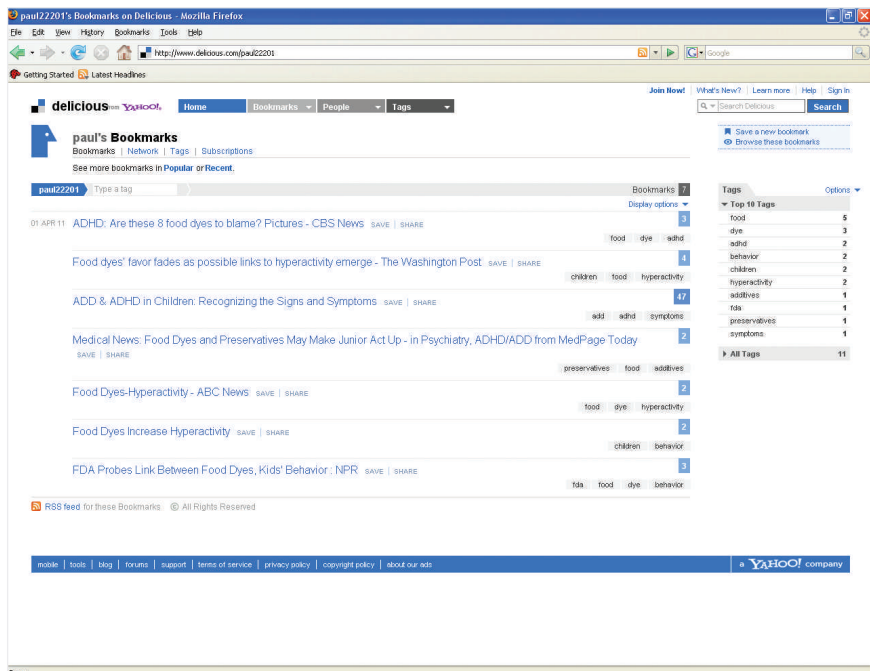 paul22201's Bookmarks on Delicious - Mozilla Firefox
File Edit View History Bookmarks Tools Help
http://www.delicious.com/paul22201
Google
Getting Started Latest Headlines
Join Now! What's New? Learn more Help Sign In
delicious from YAHOO!. Home Bookmarks People Tags Search Delicious Search
paul's Bookmarks
Bookmarks | Network | Tags | Subscriptions
See more bookmarks in Popular or Recent.
Save a new bookmark
Browse these bookmarks
paul22201 Type a tag Bookmarks 7
Display options
01 APR 11 ADHD: Are these 8 food dyes to blame? Pictures - CBS News SAVE | SHARE 3
food dye adhd
Food dyes' favor fades as possible links to hyperactivity emerge - The Washington Post SAVE | SHARE 4
children food hyperactivity
ADD & ADHD in Children: Recognizing the Signs and Symptoms SAVE | SHARE 47
add adhd symptoms
Medical News: Food Dyes and Preservatives May Make Junior Act Up - in Psychiatry, ADHD/ADD from MedPage Today 2
SAVE | SHARE
preservatives food additives
Food Dyes-Hyperactivity - ABC News SAVE | SHARE 2
food dye hyperactivity
Food Dyes Increase Hyperactivity SAVE | SHARE 2
children behavior
FDA Probes Link Between Food Dyes, Kids' Behavior : NPR SAVE | SHARE 3
fda food dye behavior
Tags Options
Top 10 Tags
food 5
dye 3
adhd 2
behavior 2
children 2
hyperactivity 2
additives 1
fda 1
preservatives 1
symptoms 1
All Tags 11
RSS feed for these Bookmarks © All Rights Reserved
mobile | tools | blog | forums | support | terms of service | privacy policy | copyright policy | about our ads
a YAHOO! company